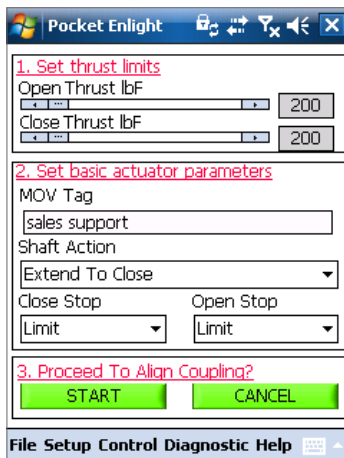 Pocket Enlight
1. Set thrust limits
Open Thrust lbF
200
Close Thrust lbF
200
2. Set basic actuator parameters
MOV Tag
sales support
Shaft Action
Extend To Close
Close Stop Open Stop
Limit Limit
3. Proceed To Align Coupling?
START CANCEL
File Setup Control Diagnostic Help